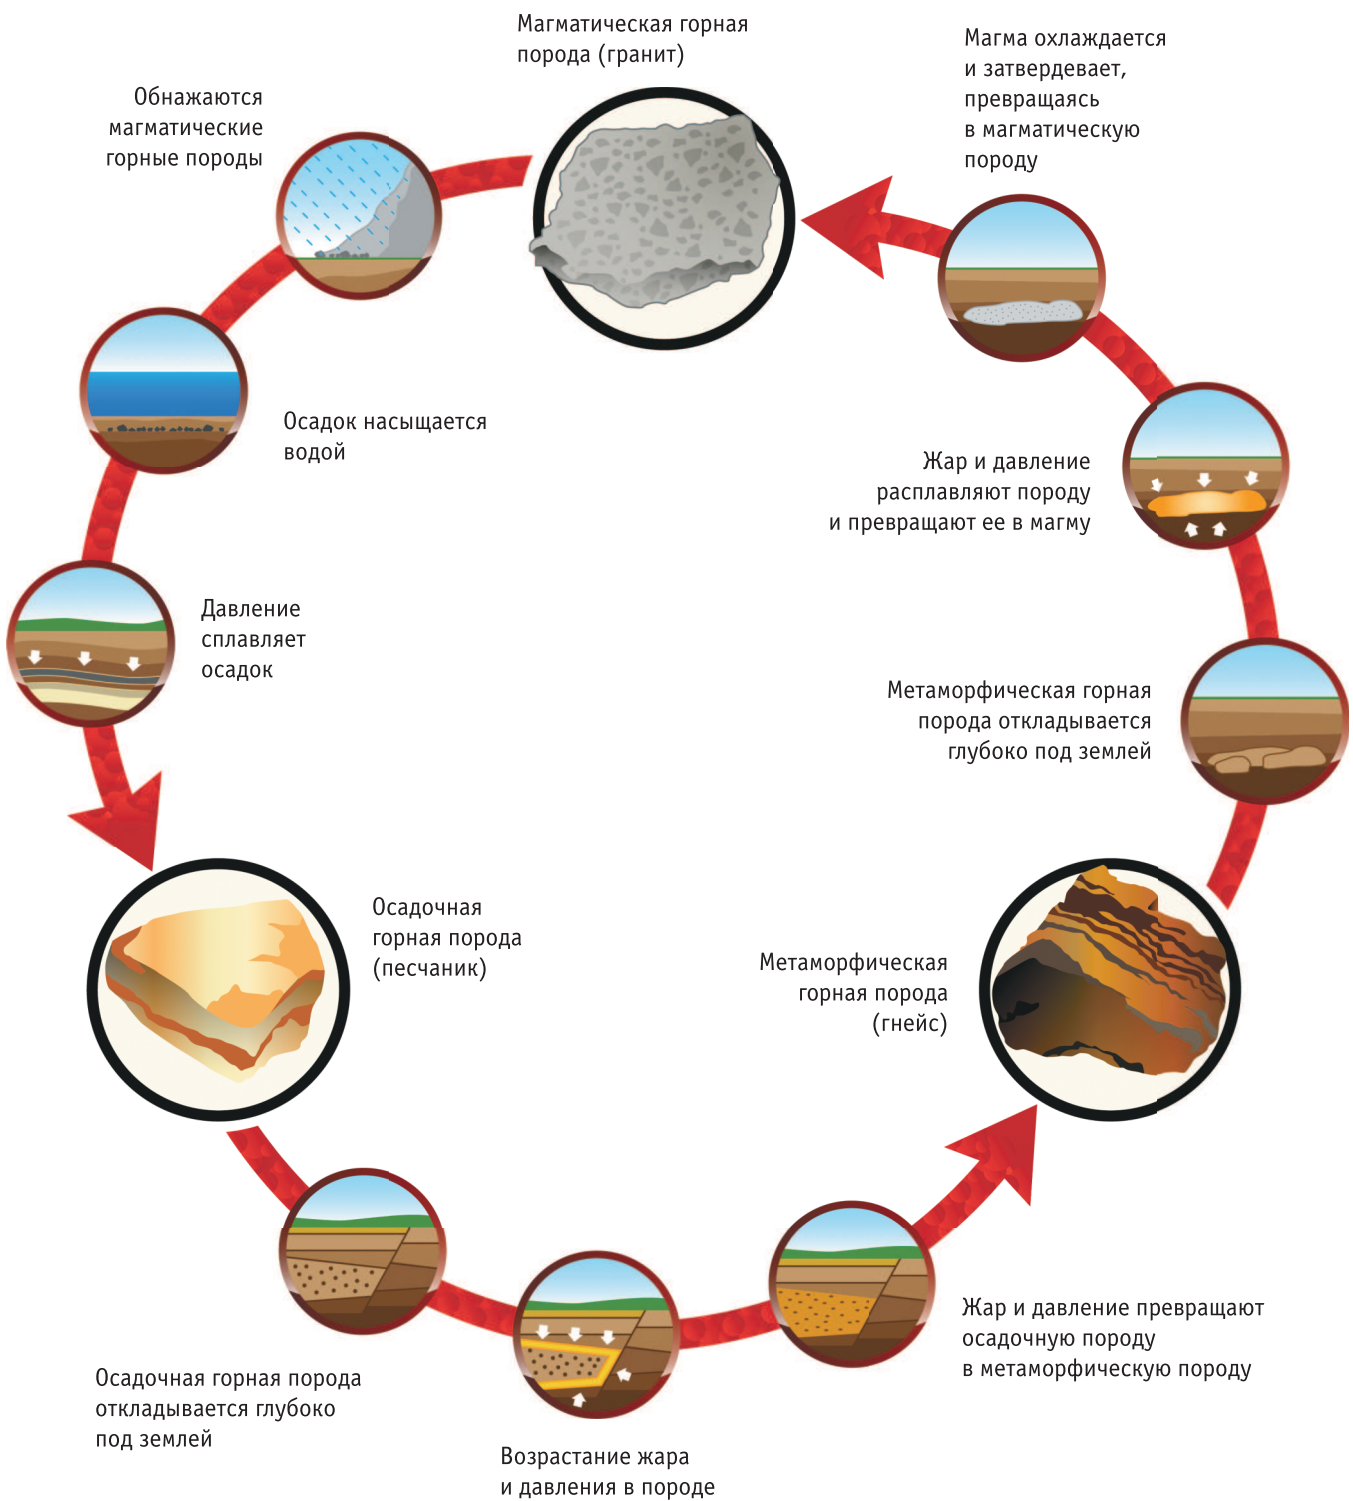 Магматическая горная
порода (гранит)
Магма охлаждается
и затвердевает,
превращаясь
в магматическую
породу
Обнажаются
магматические
горные породы
Осадок насыщается
водой
Жар и давление
расплавляют породу
и превращают ее в магму
Давление
сплавляет
осадок
Метаморфическая горная
порода откладывается
глубоко под землей
Осадочная
горная порода
(песчаник)
Метаморфическая
горная порода
(гнейс)
Жар и давление превращают
осадочную породу
в метаморфическую породу
Осадочная горная порода
откладывается глубоко
под землей
Возрастание жара
и давления в породе